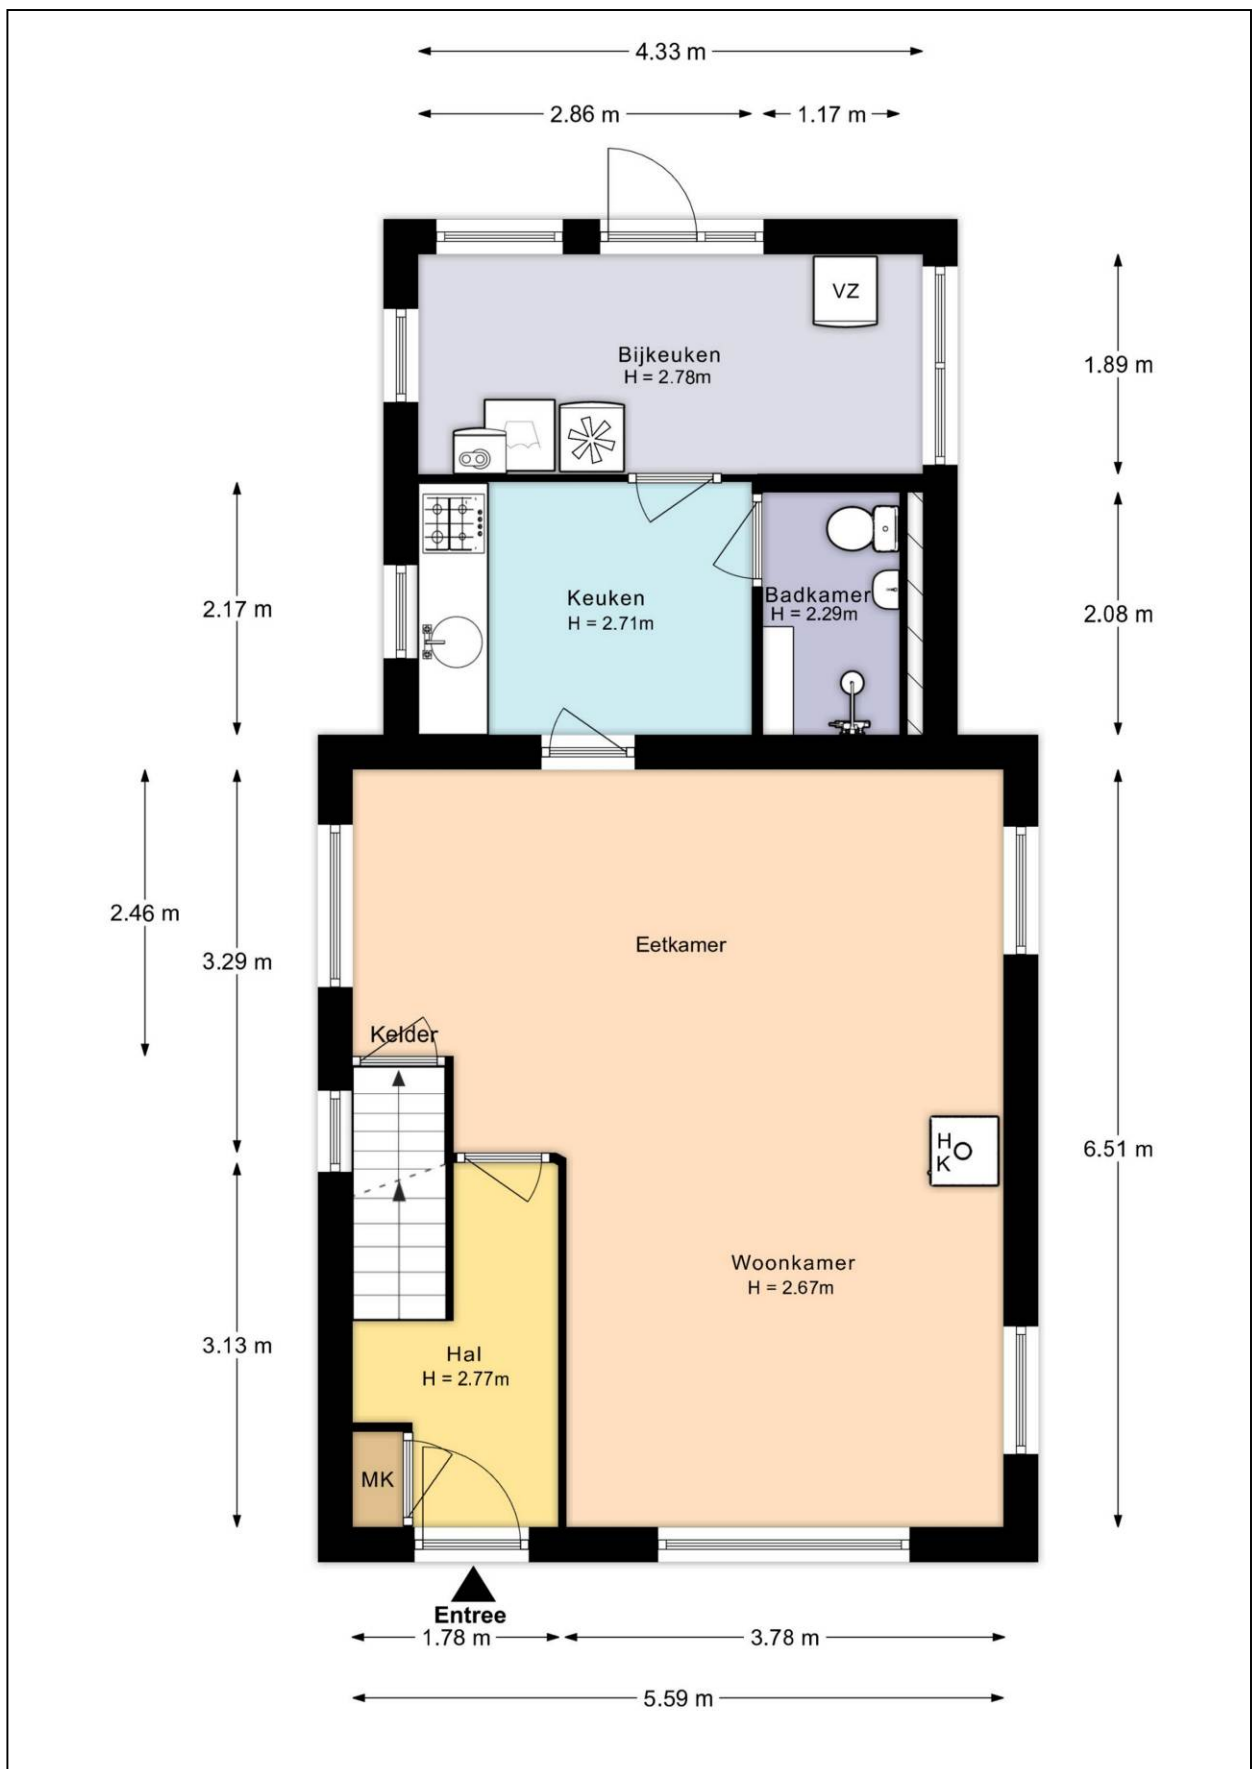 4.33 m
2.86 m
1.17 m
VZ
Bijkeuken
H = 2.78m
1.89 m
Keuken
H = 2.71m
Badkamer
H = 2.29m
2.17 m
2.08 m
2.46 m
3.29 m
Eetkamer
Kelder
H
K
6.51 m
Woonkamer
H = 2.67m
3.13 m
Hal
H = 2.77m
MK
Entree
1.78 m
3.78 m
5.59 m